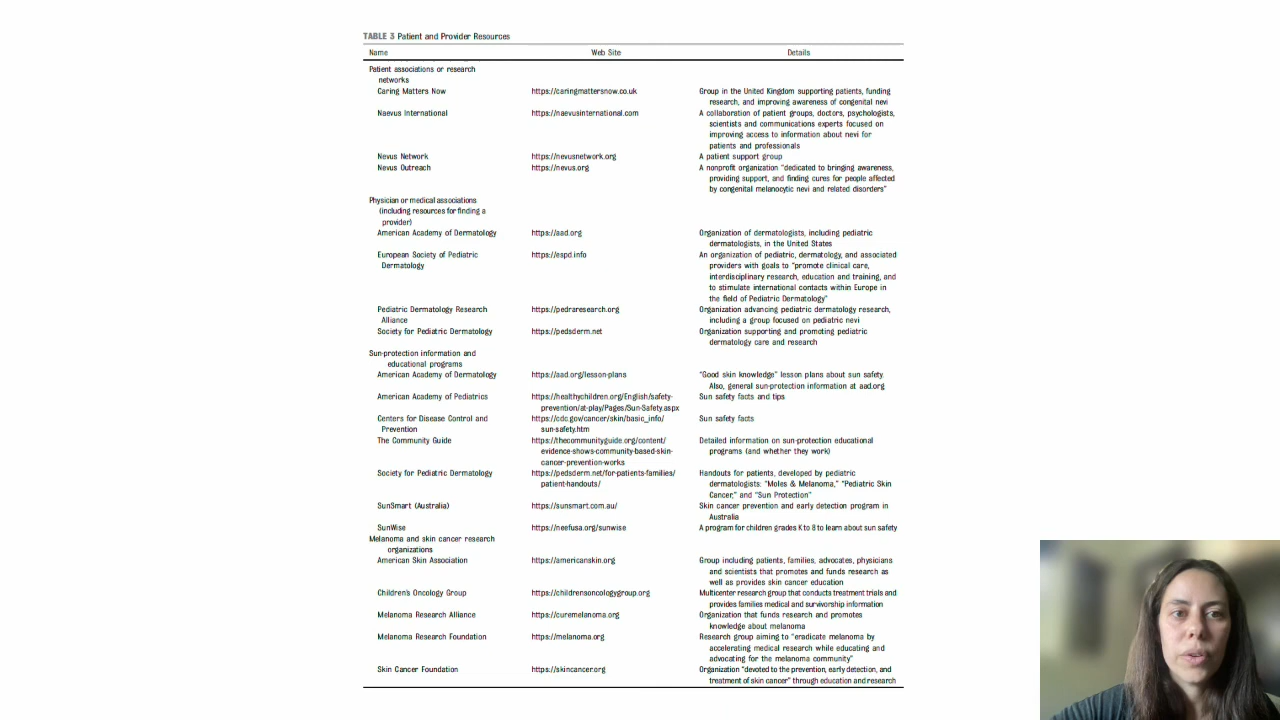 TABLE 3 Patient and Provider Resources
Name Web Site Details
Patient associations or research
networks
Caring Matters Now https://caringmattersnow.co.uk Group in the United Kingdom supporting patients, funding
research, and improving awareness of congenital nevi
Naevus International https://naevusinternational.com A collaboration of patient groups, doctors, psychologists,
scientists and communications experts focused on
improving access to information about nevi for
patients and professionals
Nevus Network https://nevusnetwork.org A patient support group
Nevus Outreach https://nevus.org A nonprofit organization "dedicated to bringing awareness,
providing support, and finding cures for people affected
by congenital melanocytic nevi and related disorders"
Physician or medical associations
(including resources for finding a
provider)
American Academy of Dermatology https://aad.org Organization of dermatologists, including pediatric
dermatologists, in the United States
European Society of Pediatric https://espd.info An organization of pediatric, dermatology, and associated
Dermatology providers with goals to "promote clinical care,
interdisciplinary research, education and training, and
to stimulate international contacts within Europe in
the field of Pediatric Dermatology"
Pediatric Dermatology Research https://pedraresearch.org Organization advancing pediatric dermatology research,
Alliance including a group focused on pediatric nevi
Society for Pediatric Dermatology https://pedsderm.net Organization supporting and promoting pediatric
dermatology care and research
Sun-protection information and
educational programs
American Academy of Dermatology https://aad.org/lesson-plans "Good skin knowledge" lesson plans about sun safety.
Also, general sun-protection information at aad.org
American Academy of Pediatrics https://healthychildren.org/English/safety- Sun safety facts and tips
prevention/at-play/Pages/Sun-Safety.aspx
Centers for Disease Control and https://cdc.gov/cancer/skin/basic_info/ Sun safety facts
Prevention sun-safety.htm
The Community Guide https://thecommunityguide.org/content/ Detailed information on sun-protection educational
evidence-shows-community-based-skin- programs (and whether they work)
cancer-prevention-works
Society for Pediatric Dermatology https://pedsderm.net/for-patients-families/ Handouts for patients, developed by pediatric
patient-handouts/ dermatologists: "Moles & Melanoma," "Pediatric Skin
Cancer," and "Sun Protection"
SunSmart (Australia) https://sunsmart.com.au/ Skin cancer prevention and early detection program in
Australia
SunWise https://neefusa.org/sunwise A program for children grades K to 8 to learn about sun safety
Melanoma and skin cancer research
organizations
American Skin Association https://americanskin.org Group including patients, families, advocates, physicians
and scientists that promotes and funds research as
well as provides skin cancer education
Children's Oncology Group https://childrensoncologygroup.org Multicenter research group that conducts treatment trials and
provides families medical and survivorship information
Melanoma Research Alliance https://curemelanoma.org Organization that funds research and promotes
knowledge about melanoma
Melanoma Research Foundation https://melanoma.org Research group aiming to "eradicate melanoma by
accelerating medical research while educating and
advocating for the melanoma community"
Skin Cancer Foundation https://skincancer.org Organization "devoted to the prevention, early detection, and
treatment of skin cancer" through education and research